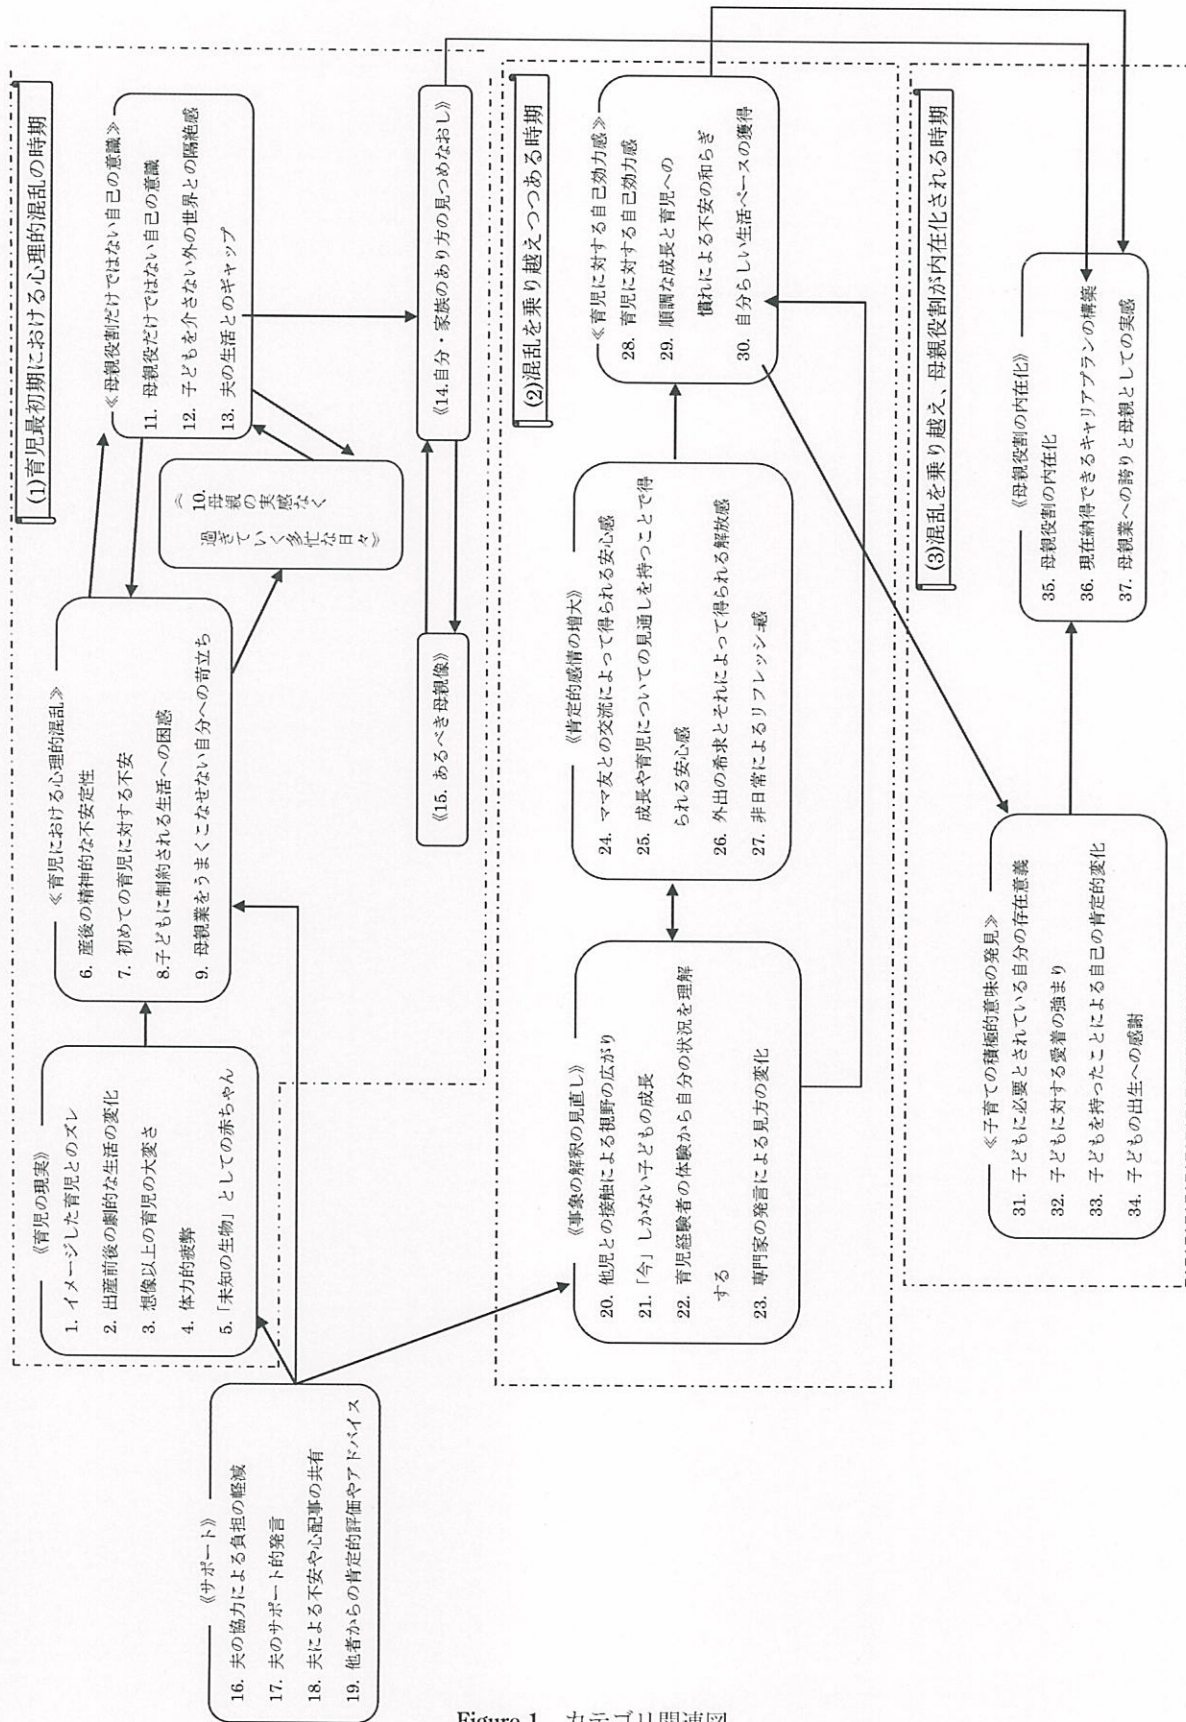 (1)育児最初期における心理的混乱の時期
《育児の現実》
1. イメージした育児とのズレ
2. 出産前後の劇的な生活の変化
3. 想像以上の育児の大変さ
4. 体力的疲弊
5.「未知の生物」としての赤ちゃん
≪育児における心理的混乱≫
6. 産後の精神的な不安定性
7. 初めての育児に対する不安
8.子どもに制約される生活への困惑
9. 母親業をうまくこなせない自分への苛立ち
≪母親役割だけではない自己の意識≫
11. 母親役だけではない自己の意識
12. 子どもを介さない外の世界との隔絶感
13. 夫の生活とのギャップ
《10.
母親の実感なく
過ぎていく多忙な日々》
《14.自分・家族のあり方の見つめなおし》
《15. あるべき母親像》
《サポート》
16. 夫の協力による負担の軽減
17. 夫のサポート的発言
18. 夫による不安や心配事の共有
19. 他者からの肯定的評価やアドバイス
(2)混乱を乗り越えつつある時期
《事象の解釈の見直し》
20. 他児との接触による視野の広がり
21. 「今」しかない子どもの成長
22. 育児経験者の体験から自分の状況を理解
する
23. 専門家の発言による見方の変化
《肯定的感情の増大》
24. ママ友との交流によって得られる安心感
25. 成長や育児についての見通しを持つことで得
られる安心感
26. 外出の希求とそれによって得られる解放感
27. 非日常によるリフレッシュ感
≪育児に対する自己効力感≫
28. 育児に対する自己効力感
29. 順調な成長と育児への
慣れによる不安の和らぎ
30. 自分らしい生活ペースの獲得
(3)混乱を乗り越え、母親役割が内在化される時期
≪子育ての積極的意味の発見≫
31. 子どもに必要とされている自分の存在意義
32. 子どもに対する愛着の強まり
33. 子どもを持ったことによる自己の肯定的変化
34. 子どもの出生への感謝
《母親役割の内在化》
35. 母親役割の内在化
36. 現在納得できるキャリアプランの構築
37. 母親業への誇りと母親としての実感
Figure 1 カテゴリ関連図